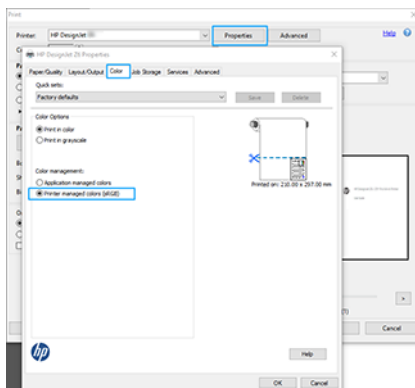 Print
Printer: HP DesignJet Properties Advanced Help
HP DesignJet Z6 Properties
Paper/Quality Layout/Output Color Job Storage Services Advanced
Quick sets:
Factory defaults Save Delete
Color Options
Print in color
Print in grayscale
Color management:
Application managed colors
Printer managed colors (sRGB)
Printed on: 210.00 x 297.00 mm
hp
Help
Cancel
OK Cancel